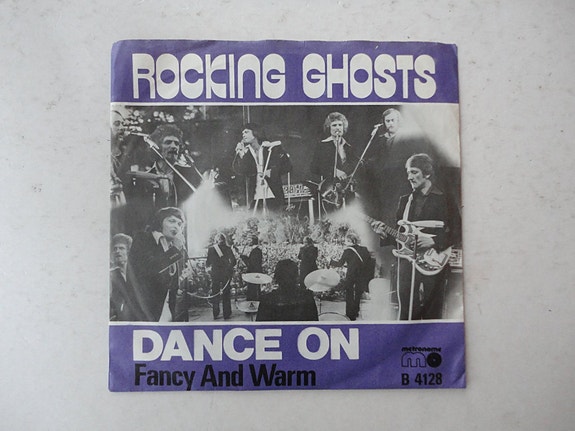 ROCKING GHOSTS
DANCE ON
Fancy And Warm
metronome
B 4128